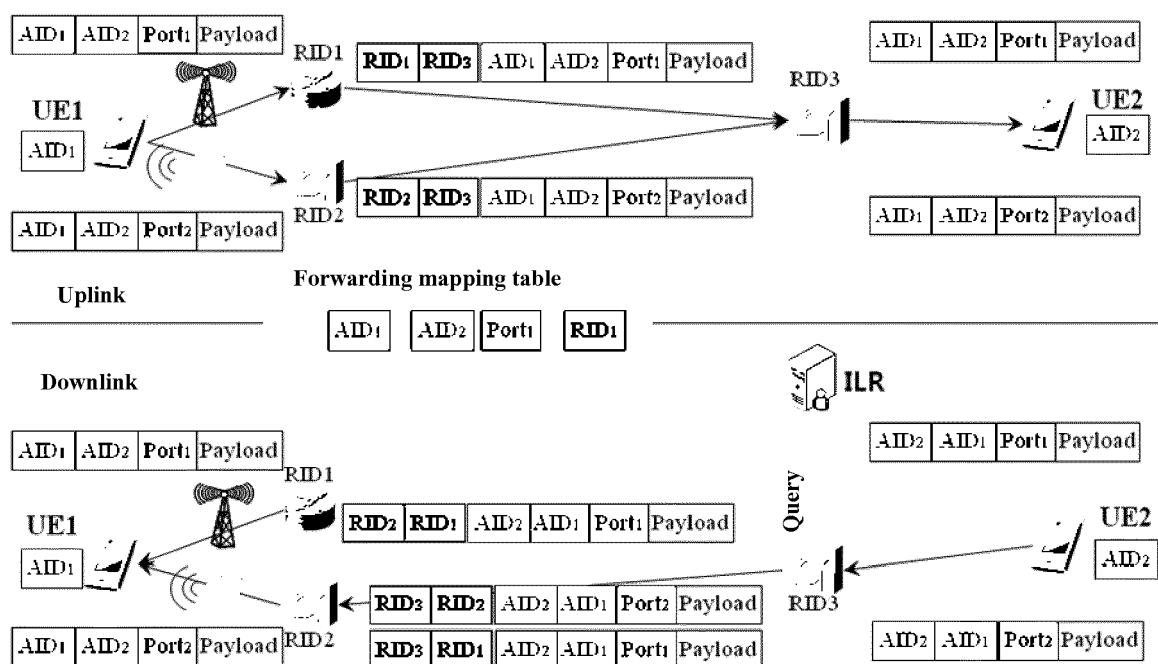 AID1 AID2 Port1 Payload
RID1
RID1 RID3 AID1 AID2 Port1 Payload
AID1 AID2 Port1 Payload
RID3
UE1
UE2
AID1
AID2
RID2
RID2 RID3 AID1 AID2 Port2 Payload
AID1 AID2 Port2 Payload
AID1 AID2 Port2 Payload
Forwarding mapping table
Uplink
AID1 AID2 Port1 RID1
Downlink
ILR
AID1 AID2 Port1 Payload
AID2 AID1 Port1 Payload
RID1
Query
RID2 RID1 AID2 AID1 Port1 Payload
UE1
UE2
AID1
AID2
RID3
RID3 RID2 AID2 AID1 Port2 Payload
RID2
AID1 AID2 Port2 Payload
RID3 RID1 AID2 AID1 Port2 Payload
AID2 AID1 Port2 Payload